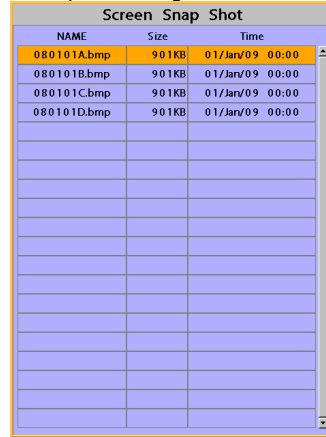 Screen Snap Shot
NAME Size Time
080101A.bmp 901KB 01/Jan/09 00:00
080101B.bmp 901KB 01/Jan/09 00:00
080101C.bmp 901KB 01/Jan/09 00:00
080101D.bmp 901KB 01/Jan/09 00:00